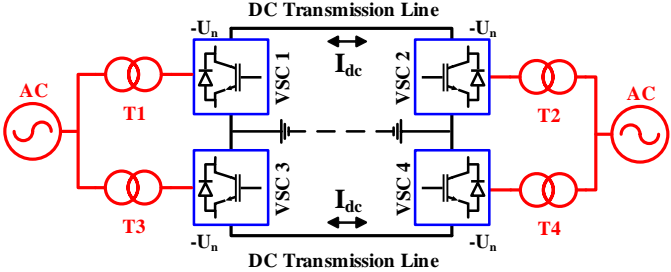 DC Transmission Line
-Un
-Un
Idc
AC
T1
VSC 1
VSC 2
T2
AC
T3
VSC 3
VSC 4
T4
Idc
-Un
-Un
DC Transmission Line